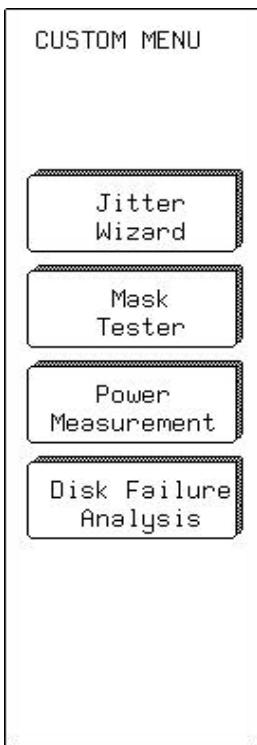 CUSTOM MENU
Jitter
Wizard
Mask
Tester
Power
Measurement
Disk Failure
Analysis